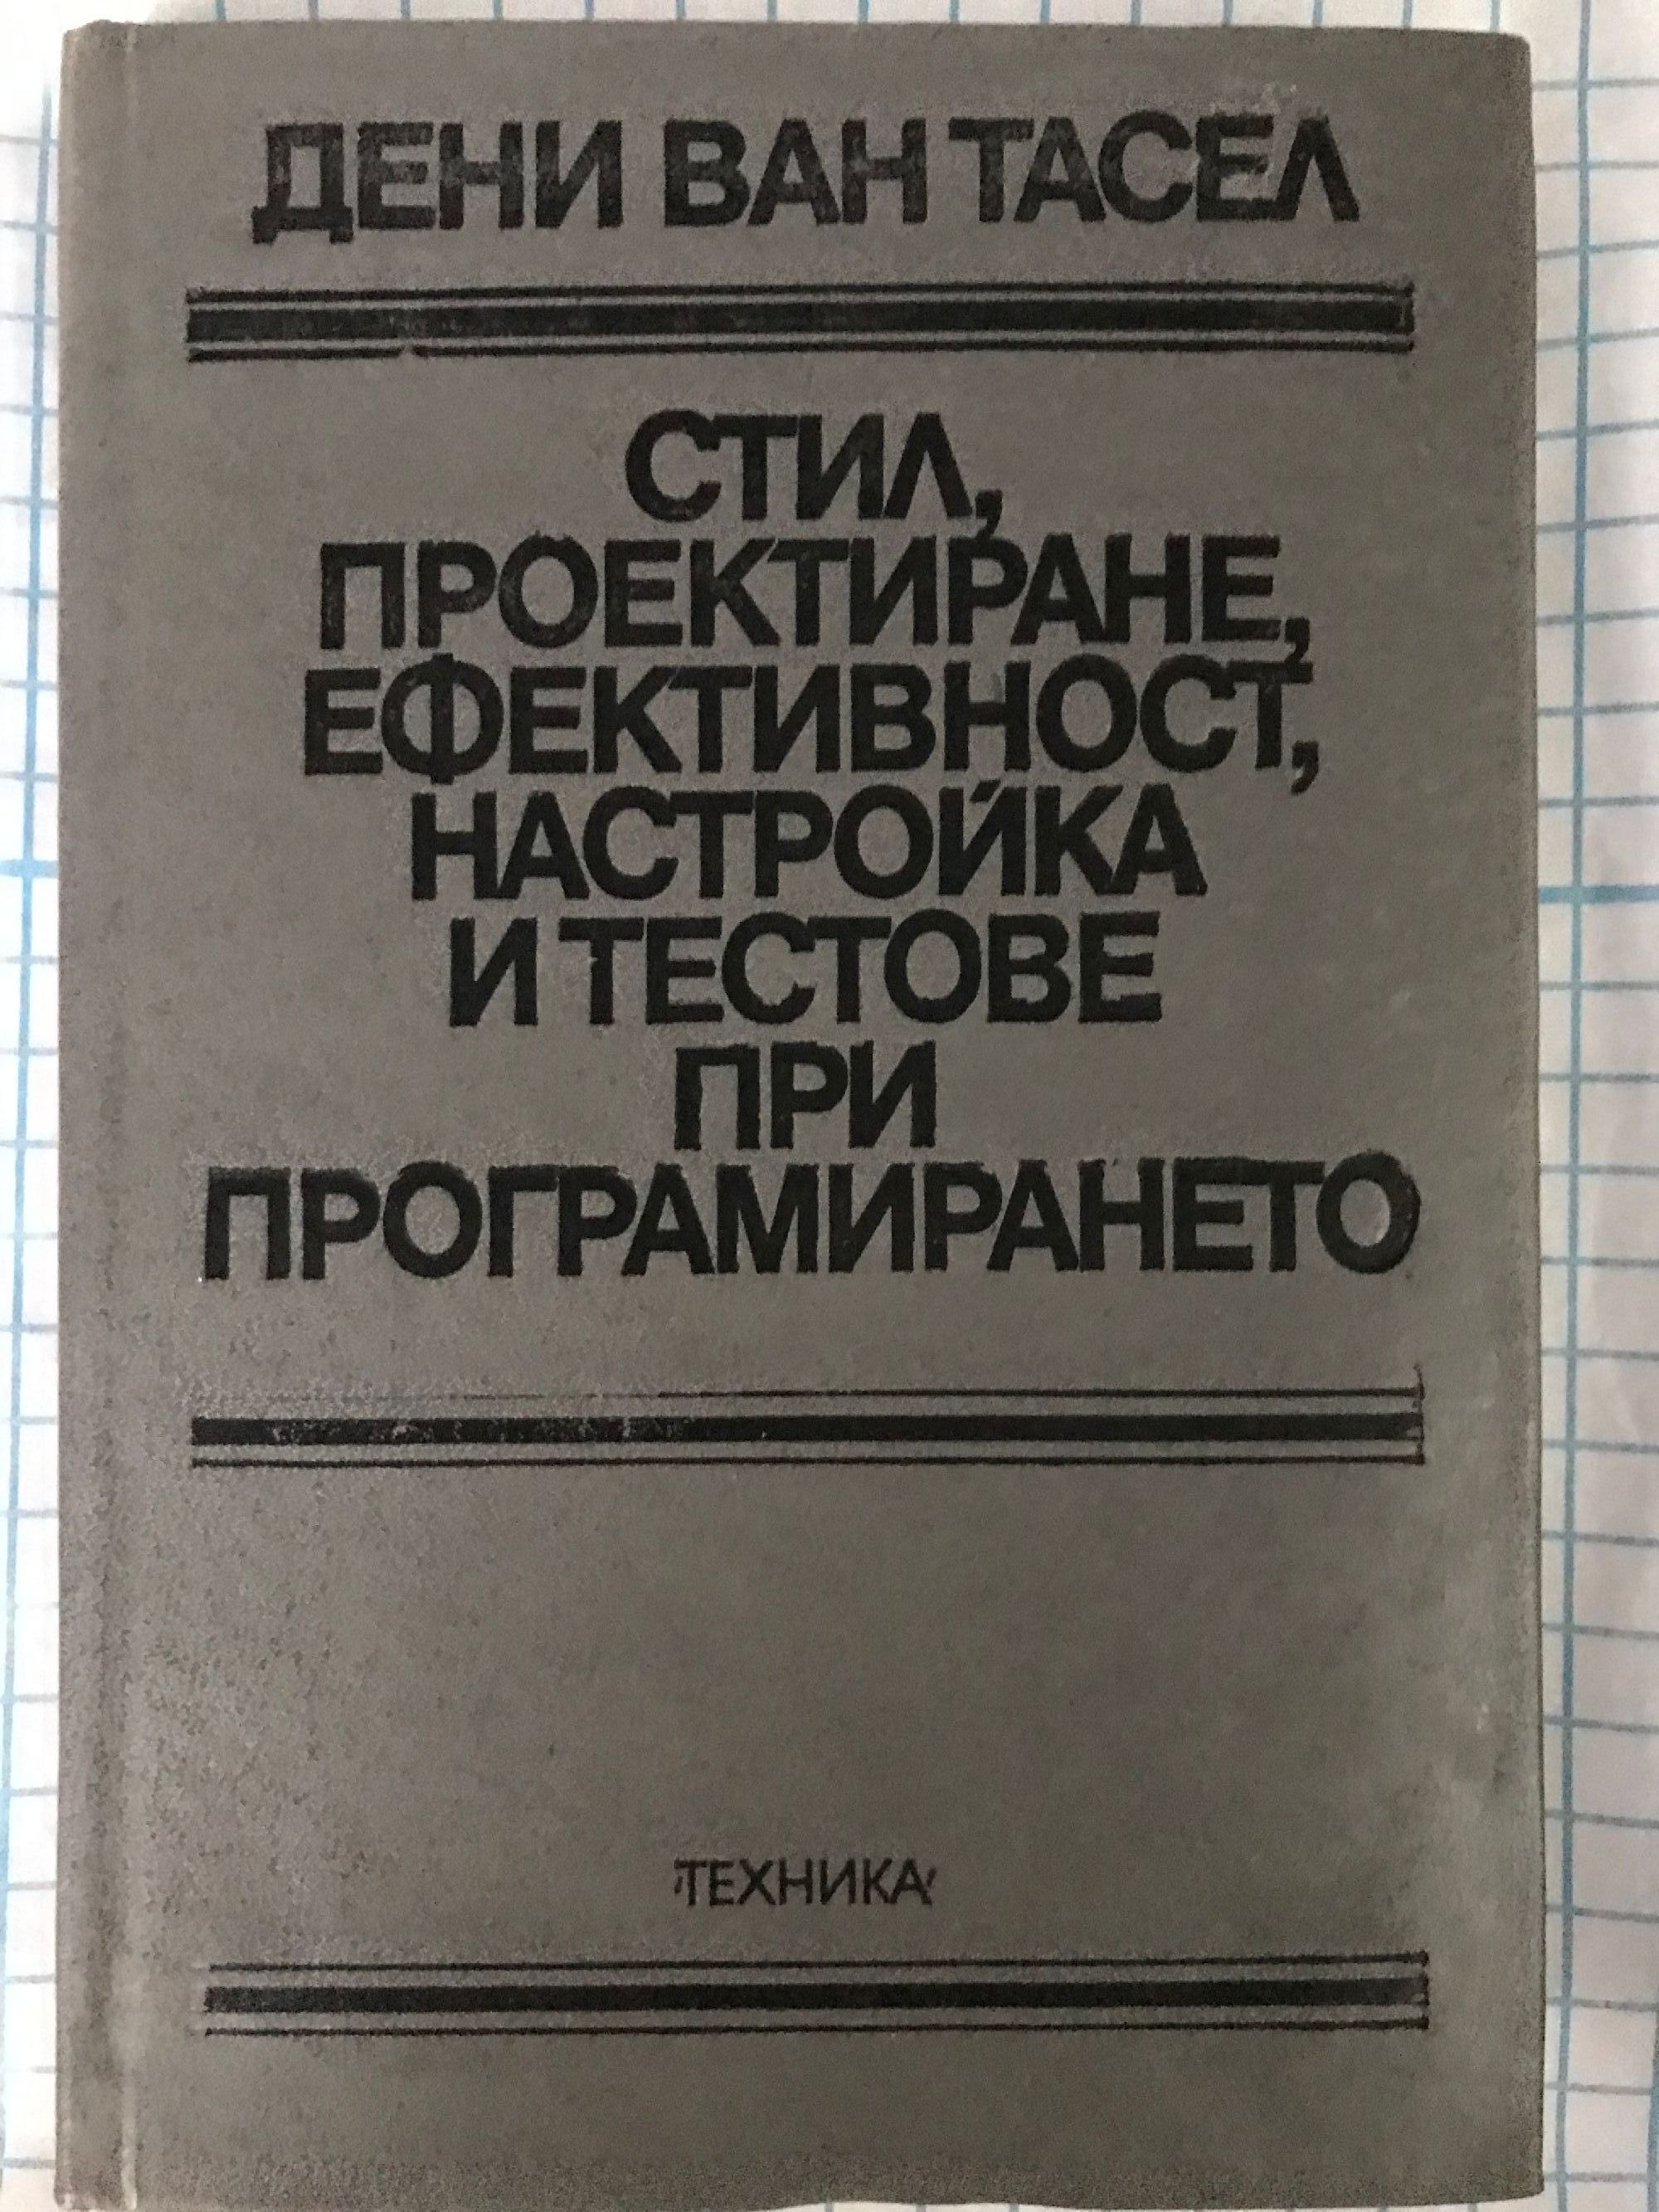 ДЕНИ ВАН ТАСЕЛ
СТИЛ,
ПРОЕКТИРАНЕ,
ЕФЕКТИВНОСТ,
НАСТРОЙКА
И ТЕСТОВЕ
ПРИ
ПРОГРАМИРАНЕТО
ТЕХНИКА